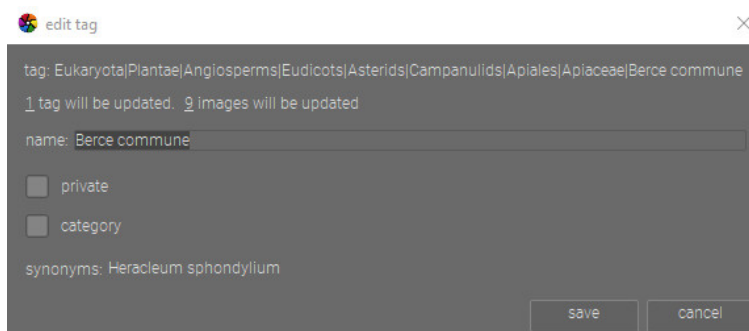 edit tag
tag: Eukaryota|Plantae|Angiosperms|Eudicots|Asterids|Campanulids|Apiales|Apiaceae|Berce commune
1 tag will be updated. 9 images will be updated
name: Berce commune
private
category
synonyms: Heracleum sphondylium
save cancel